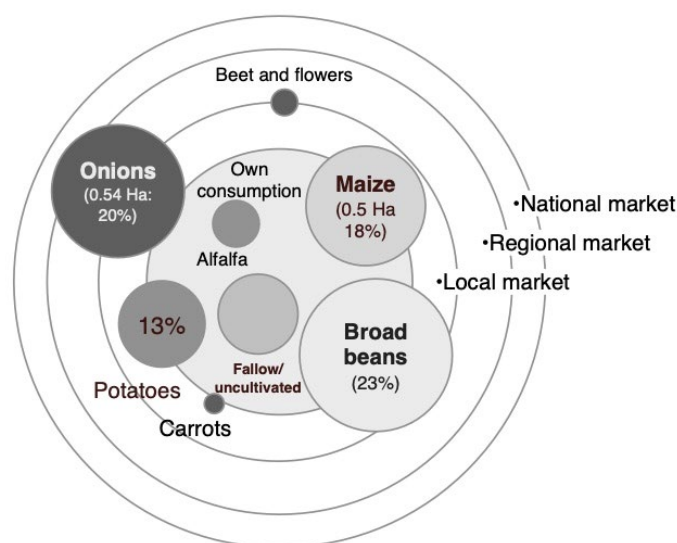 Beet and flowers
Onions
(0.54 Ha:
20%)
Own
consumption
Maize
(0.5 Ha
18%)
•National market
•Regional market
•Local market
Alfalfa
13%
Potatoes
Fallow/
uncultivated
Broad
beans
(23%)
Carrots